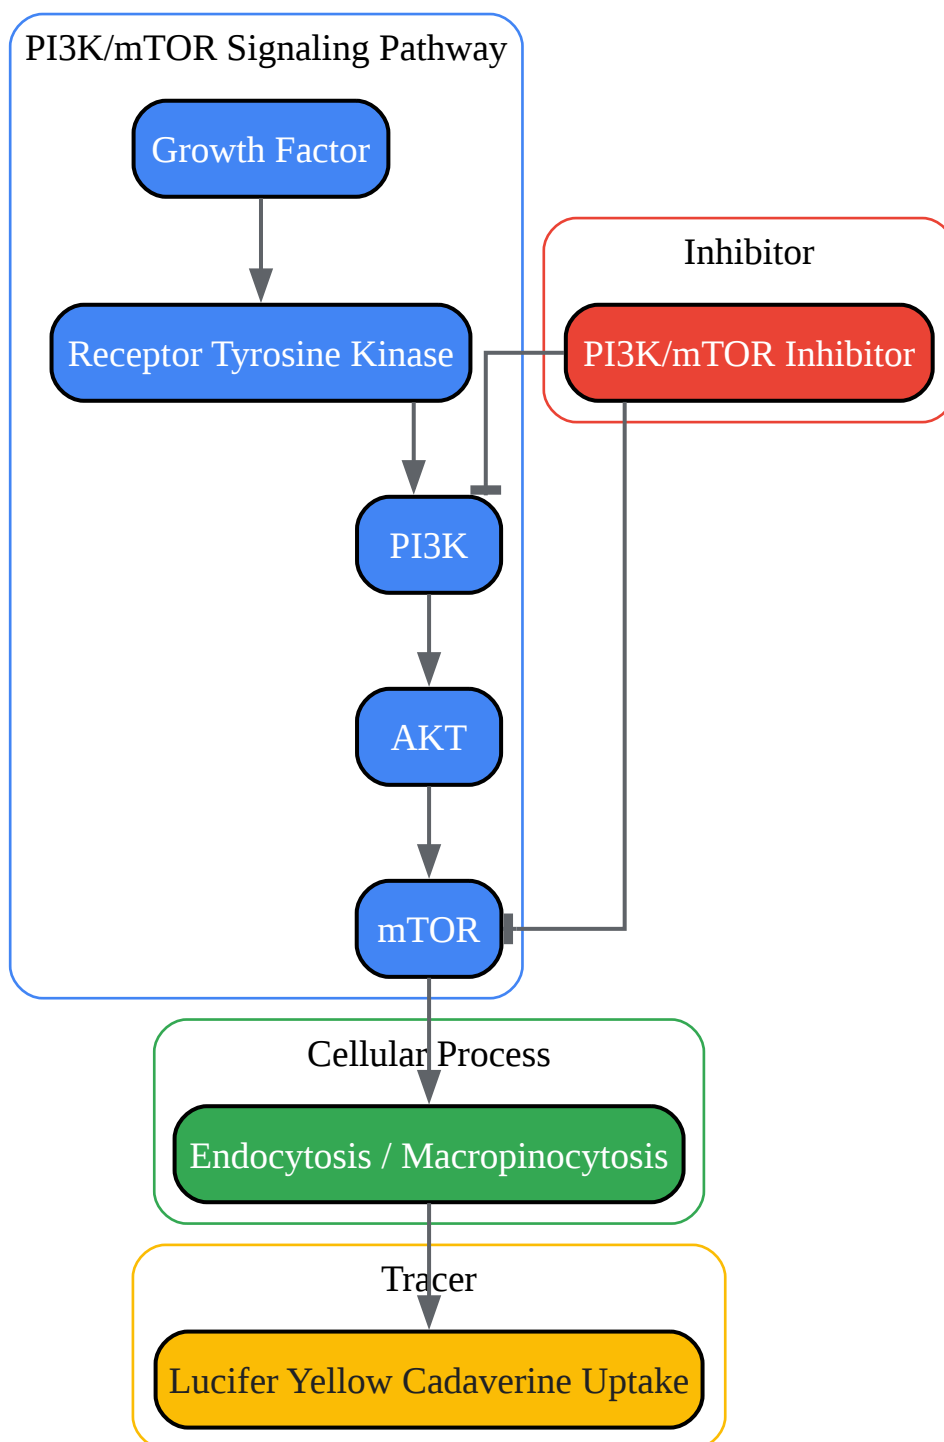 PI3K/mTOR Signaling Pathway
Growth Factor
Inhibitor
Receptor Tyrosine Kinase
PI3K/mTOR Inhibitor
PI3K
AKT
mTOR
Cellular Process
Endocytosis / Macropinocytosis
Tracer
Lucifer Yellow Cadaverine Uptake